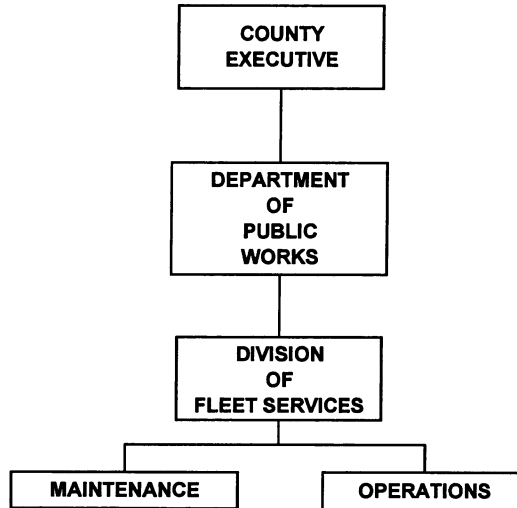 COUNTY
EXECUTIVE
DEPARTMENT
OF
PUBLIC
WORKS
DIVISION
OF
FLEET SERVICES
MAINTENANCE
OPERATIONS